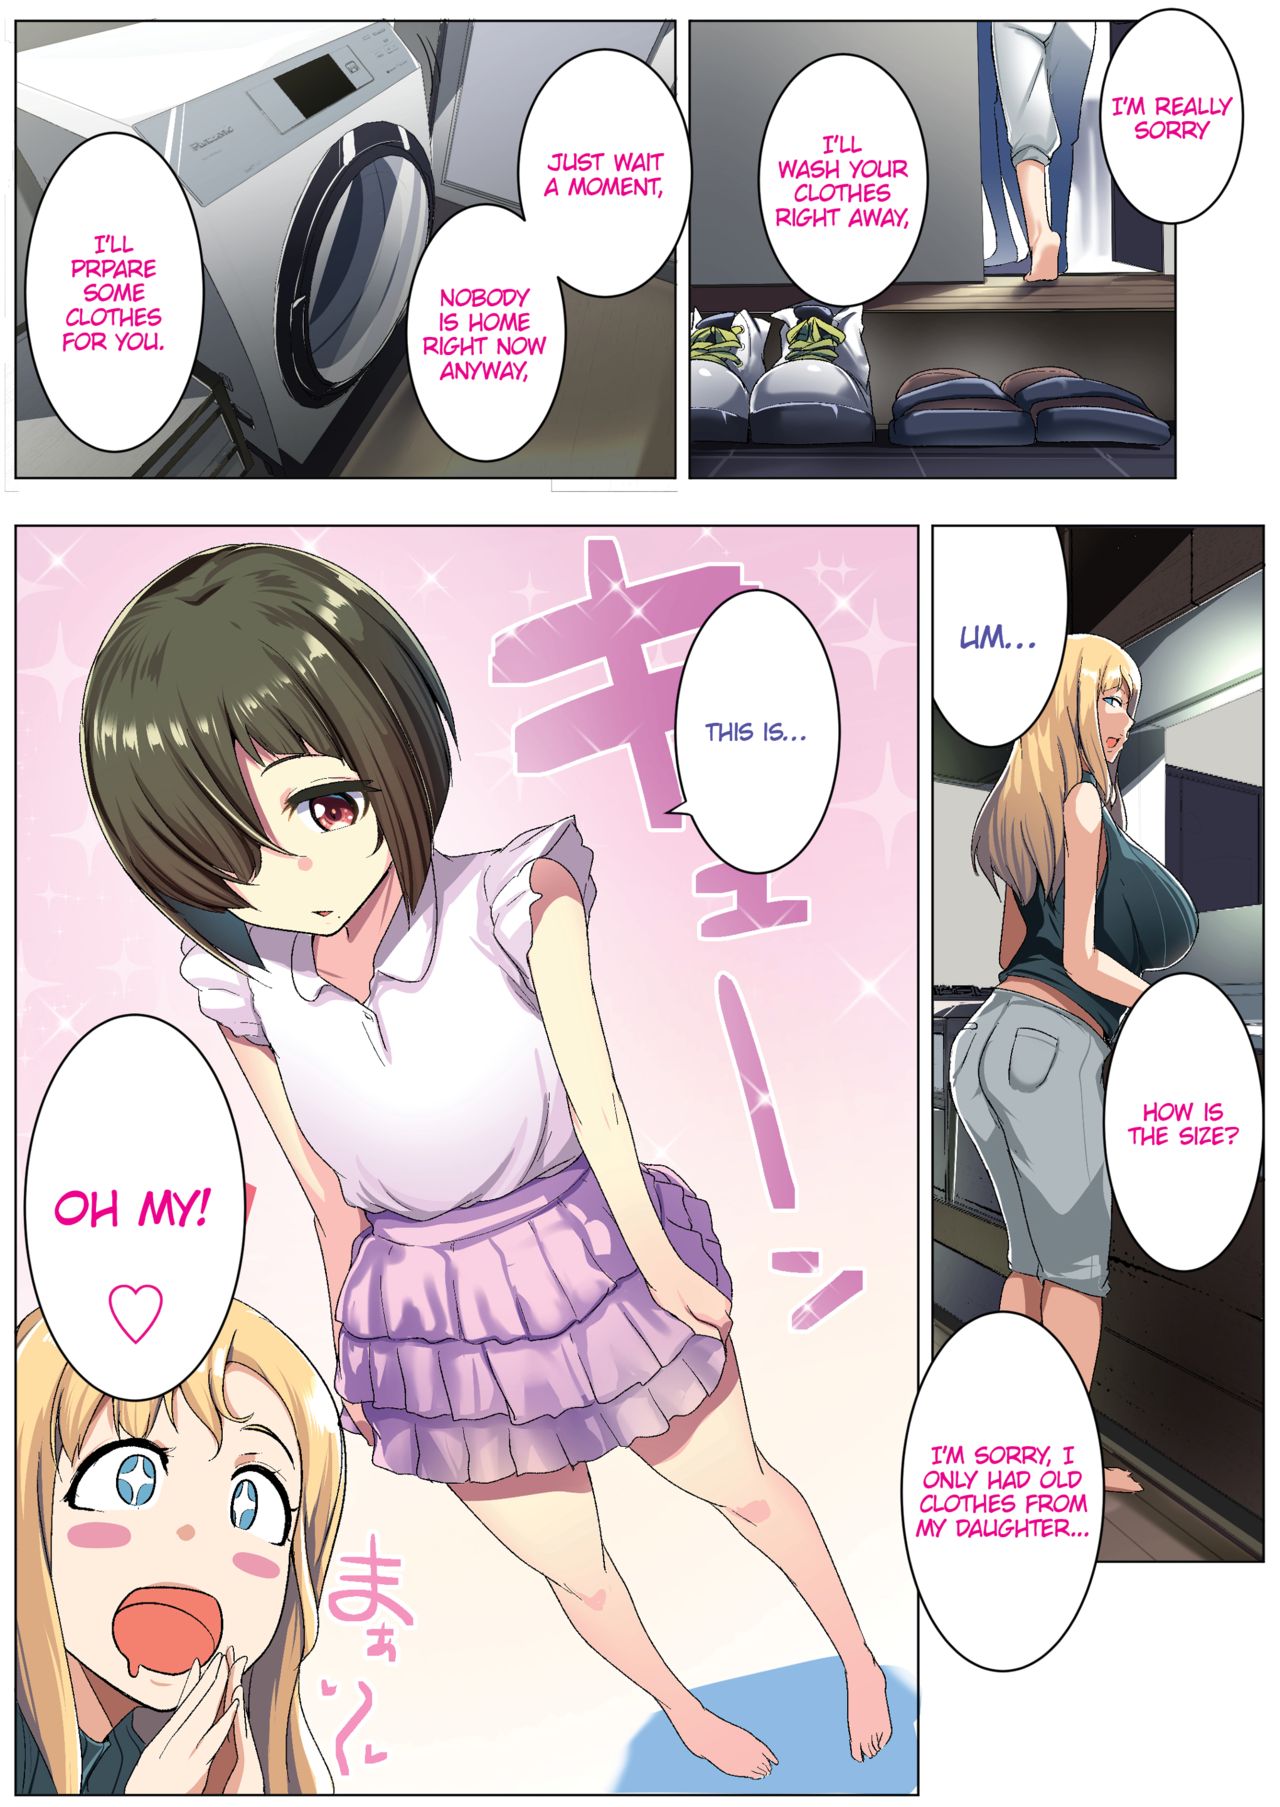 I'M REALLY
SORRY
I'LL
WASH YOUR
CLOTHES
RIGHT AWAY,
JUST WAIT
A MOMENT,
NOBODY
IS HOME
RIGHT NOW
ANYWAY,
I'LL
PRPARE
SOME
CLOTHES
FOR YOU.
UM...
HOW IS
THE SIZE?
I'M SORRY, I
ONLY HAD OLD
CLOTHES FROM
MY DAUGHTER...
THIS IS...
キューン
OH MY!
♡
まぁ〜